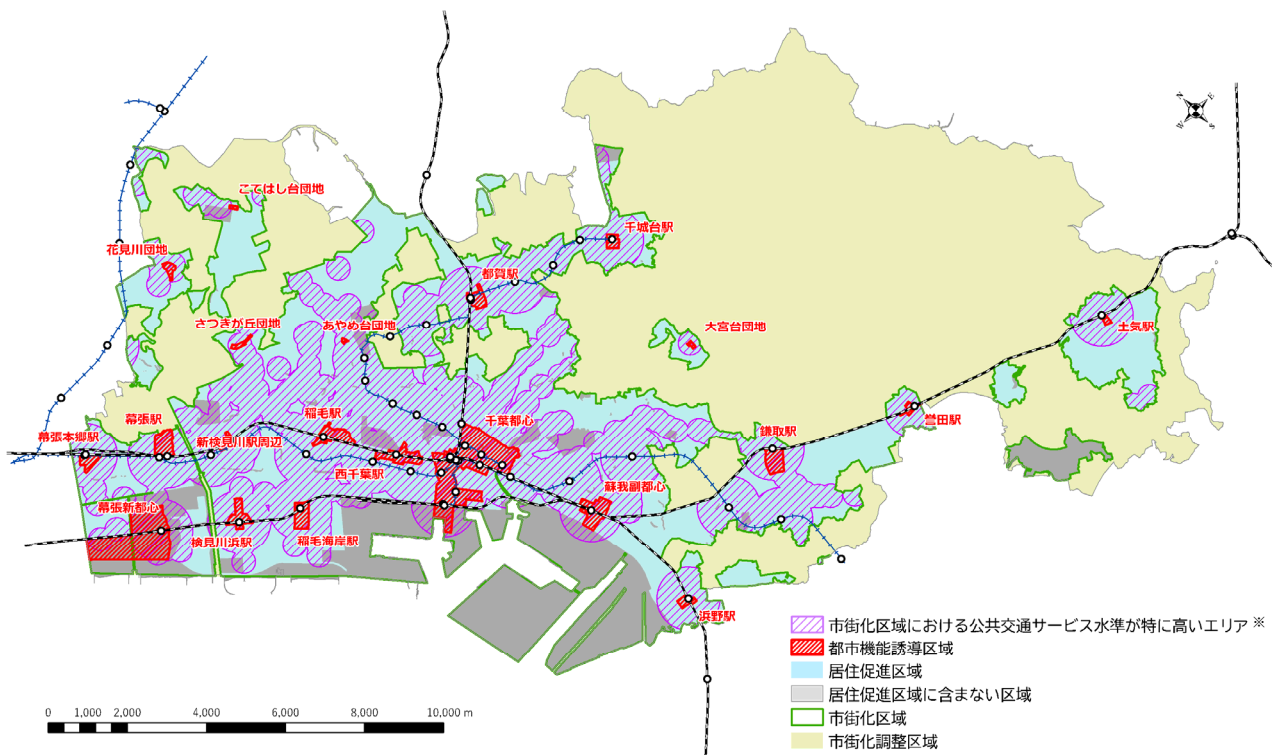 N
E
W
S
こてはし台団地
千城台駅
花見川団地
都賀駅
さつきが丘団地
あやめ台団地
大宮台団地
土気駅
稲毛駅
千葉都心
幕張駅
誉田駅
幕張本郷駅
新検見川駅周辺
鎌取駅
西千葉駅
蘇我副都心
幕張新都心
検見川浜駅
稲毛海岸駅
浜野駅
市街化区域における公共交通サービス水準が特に高いエリア※
都市機能誘導区域
居住促進区域
居住促進区域に含まない区域
市街化区域
市街化調整区域
0 1,000 2,000 4,000 6,000 8,000 10,000 m